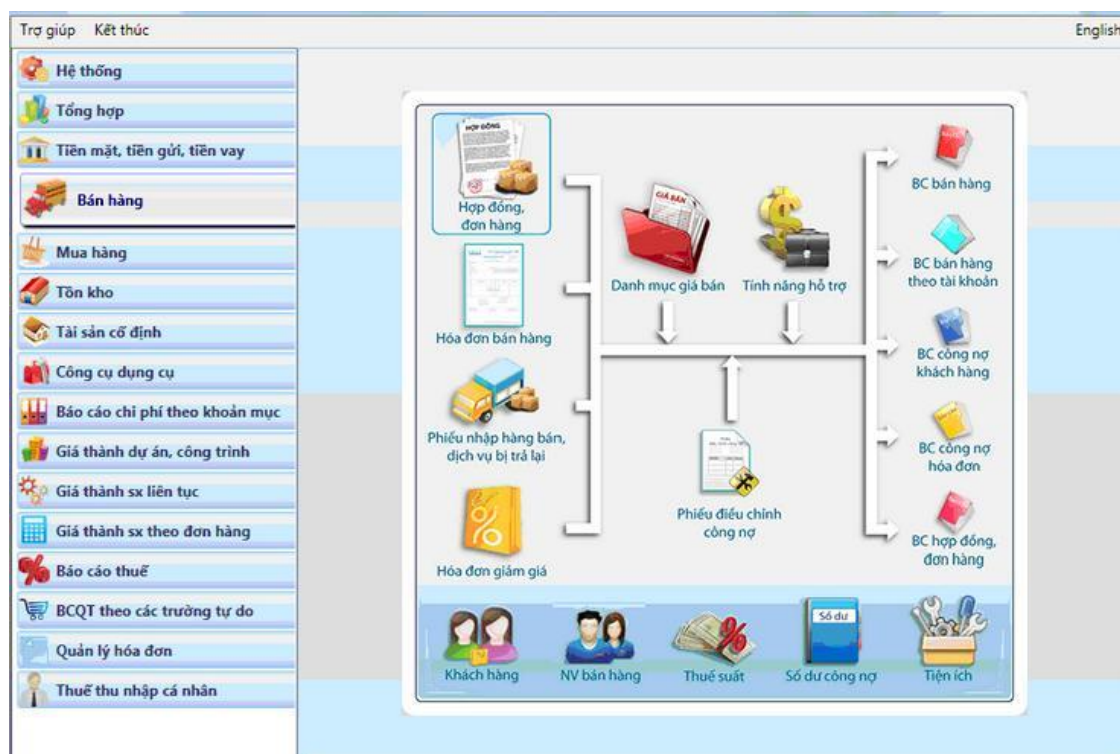 Trợ giúp Kết thúc English
Hệ thống
Tổng hợp
Tiền mặt, tiền gửi, tiền vay
Bán hàng
Mua hàng
Tồn kho
Tài sản cố định
Công cụ dụng cụ
Báo cáo chi phí theo khoản mục
Giá thành dự án, công trình
Giá thành sx liên tục
Giá thành sx theo đơn hàng
Báo cáo thuế
BCQT theo các trường tự do
Quản lý hóa đơn
Thuế thu nhập cá nhân
HỢP ĐỒNG
Hợp đồng,
đơn hàng
Hóa đơn bán hàng
Phiếu nhập hàng bán,
dịch vụ bị trả lại
Hóa đơn giảm giá
GIÁ BÁN
Danh mục giá bán
Tính năng hỗ trợ
Phiếu điều chỉnh
công nợ
BC bán hàng
BC bán hàng
theo tài khoản
BC công nợ
khách hàng
BC công nợ
hóa đơn
BC hợp đồng,
đơn hàng
Khách hàng
NV bán hàng
Thuế suất
Số dư
Số dư công nợ
Tiện ích